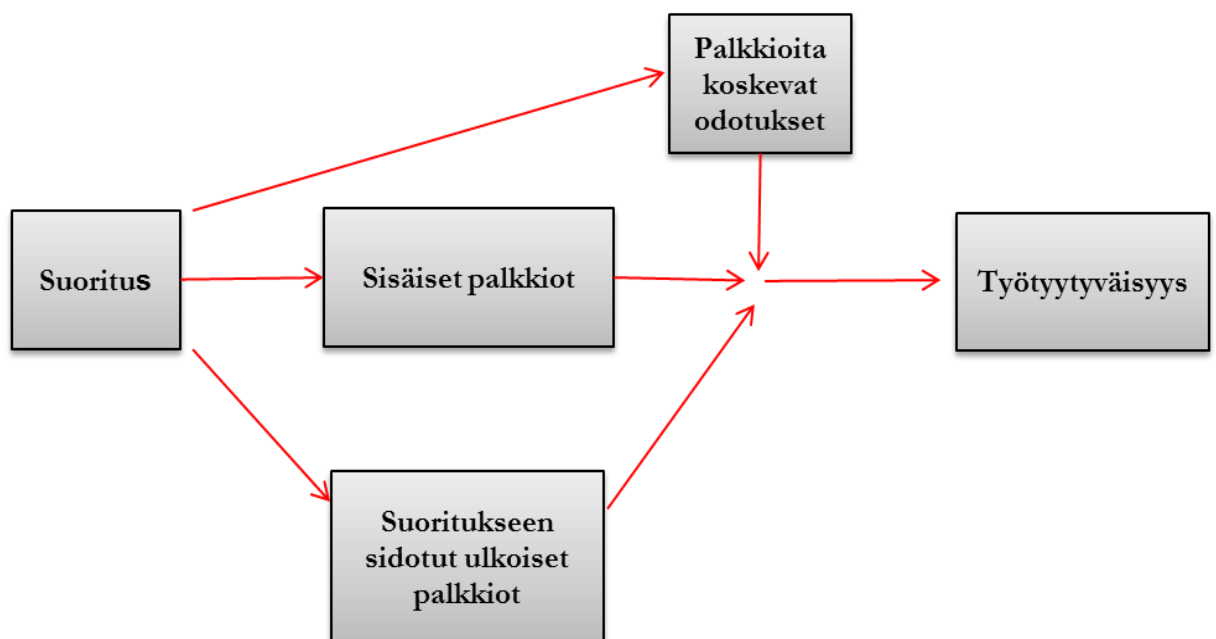 Palkkioita
koskevat
odotukset
Suoritus
Sisäiset palkkiot
Työtyytyväisyys
Suoritukseen
sidotut ulkoiset
palkkiot